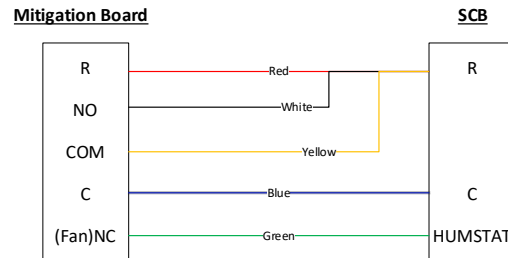 Mitigation Board
SCB
R
Red
R
NO
White
COM
Yellow
C
Blue
C
(Fan)NC
Green
HUMSTAT